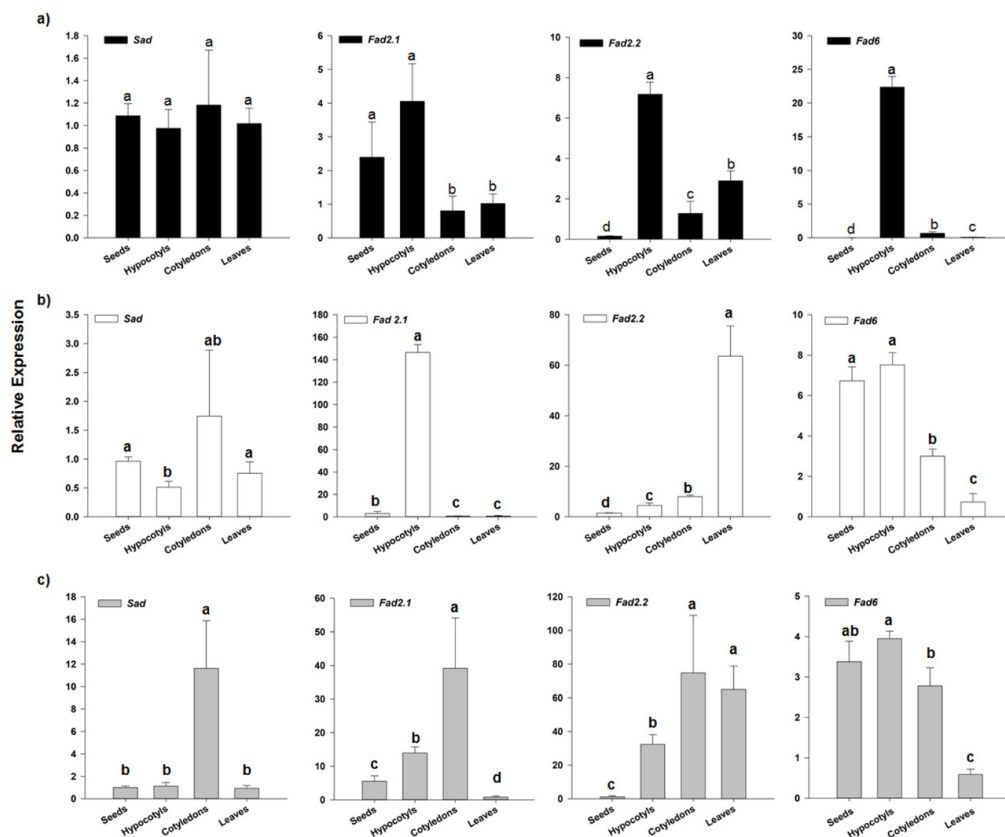 a)
Sad
1.8
1.6
1.4
1.2
1.0
0.8
0.6
0.4
0.2
0.0
a a a a
Seeds Hypocotyls Cotyledons Leaves
Fad2.1
6
5
4
3
2
1
0
a a b b
Seeds Hypocotyls Cotyledons Leaves
Fad2.2
8
6
4
2
0
d a c b
Seeds Hypocotyls Cotyledons Leaves
Fad6
30
25
20
15
10
5
0
d a b c
Seeds Hypocotyls Cotyledons Leaves
Relative Expression
b)
Sad
3.5
3.0
2.5
2.0
1.5
1.0
0.5
0.0
a b ab a
Seeds Hypocotyls Cotyledons Leaves
Fad 2.1
180
160
140
120
100
80
60
40
20
0
b a c c
Seeds Hypocotyls Cotyledons Leaves
Fad2.2
80
60
40
20
0
d c b a
Seeds Hypocotyls Cotyledons Leaves
Fad6
10
8
6
4
2
0
a a b c
Seeds Hypocotyls Cotyledons Leaves
c)
Sad
18
16
14
12
10
8
6
4
2
0
b b a b
Seeds Hypocotyls Cotyledons Leaves
Fad2.1
60
50
40
30
20
10
0
c b a d
Seeds Hypocotyls Cotyledons Leaves
Fad2.2
120
100
80
60
40
20
0
c b a a
Seeds Hypocotyls Cotyledons Leaves
Fad6
5
4
3
2
1
0
ab a b c
Seeds Hypocotyls Cotyledons Leaves